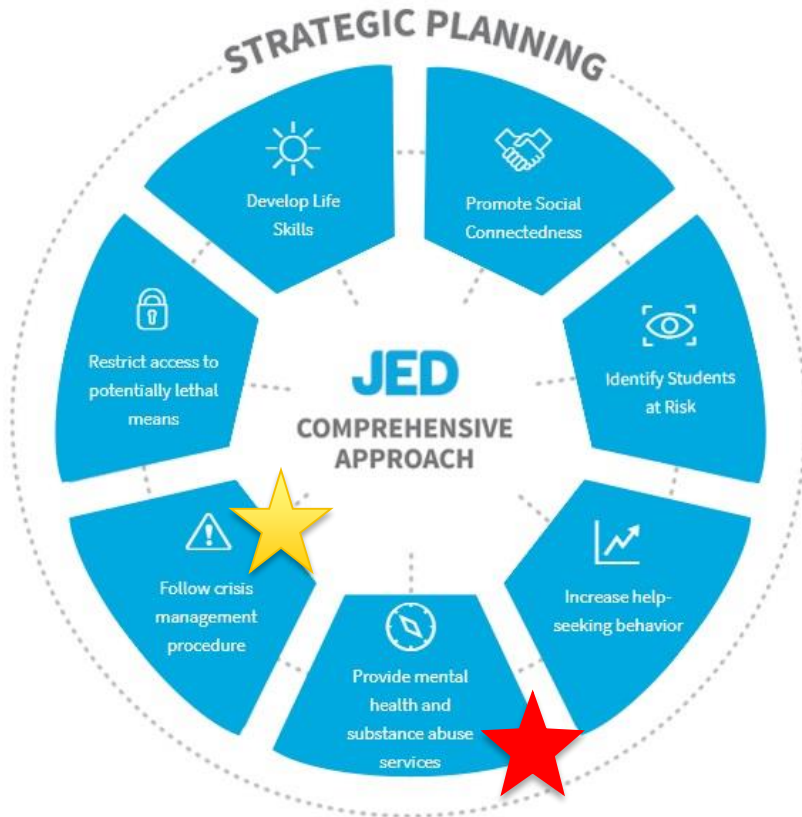 STRATEGIC PLANNING
Develop Life
Skills
Promote Social
Connectedness
Restrict access to
potentially lethal
means
Identify Students
at Risk
JED
COMPREHENSIVE
APPROACH
Follow crisis
management
procedure
Increase help-
seeking behavior
Provide mental
health and
substance abuse
services